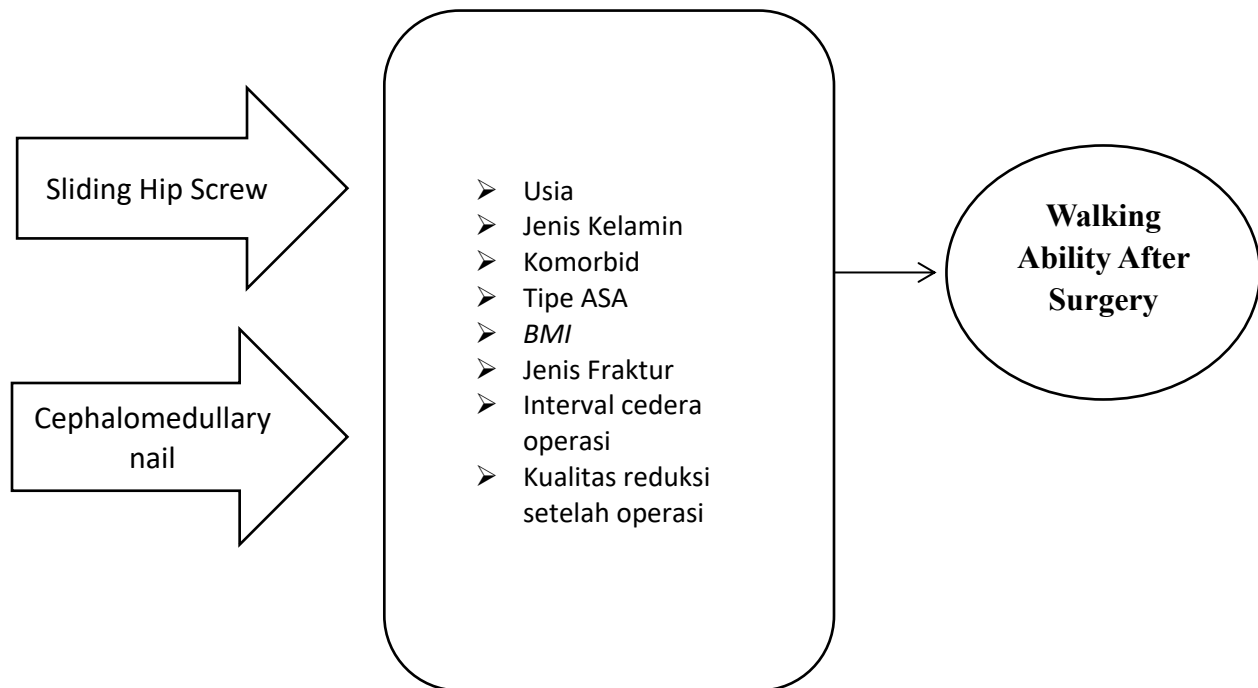 Sliding Hip Screw
Cephalomedullary
nail
➢ Usia
➢ Jenis Kelamin
➢ Komorbid
➢ Tipe ASA
➢ BMI
➢ Jenis Fraktur
➢ Interval cedera
operasi
➢ Kualitas reduksi
setelah operasi
Walking
Ability After
Surgery